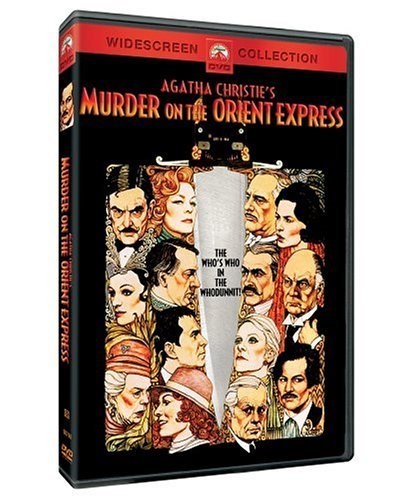 WIDESCREEN DVD COLLECTION
AGATHA CHRISTIE'S
MURDER ON THE ORIENT EXPRESS
THE
WHO'S WHO
IN THE
WHODUNNIT!
MURDER ON THE ORIENT EXPRESS
DVD